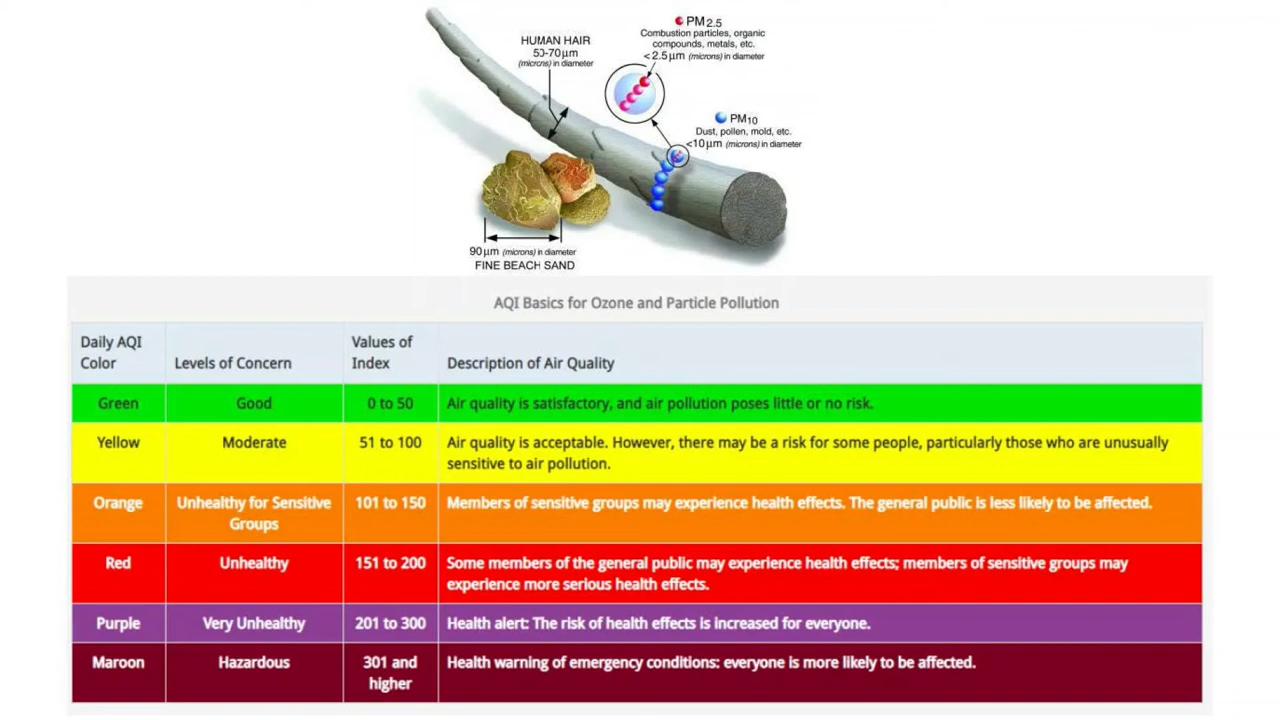 PM2.5
Combustion particles, organic
compounds, metals, etc.
<2.5µm (microns) in diameter
HUMAN HAIR
50-70µm
(microns) in diameter
PM10
Dust, pollen, mold, etc.
<10µm (microns) in diameter
90µm (microns) in diameter
FINE BEACH SAND
AQI Basics for Ozone and Particle Pollution
Daily AQI
Color
Levels of Concern
Values of
Index
Description of Air Quality
Green
Good
0 to 50
Air quality is satisfactory, and air pollution poses little or no risk.
Yellow
Moderate
51 to 100
Air quality is acceptable. However, there may be a risk for some people, particularly those who are unusually
sensitive to air pollution.
Orange
Unhealthy for Sensitive
Groups
101 to 150
Members of sensitive groups may experience health effects. The general public is less likely to be affected.
Red
Unhealthy
151 to 200
Some members of the general public may experience health effects; members of sensitive groups may
experience more serious health effects.
Purple
Very Unhealthy
201 to 300
Health alert: The risk of health effects is increased for everyone.
Maroon
Hazardous
301 and
higher
Health warning of emergency conditions: everyone is more likely to be affected.